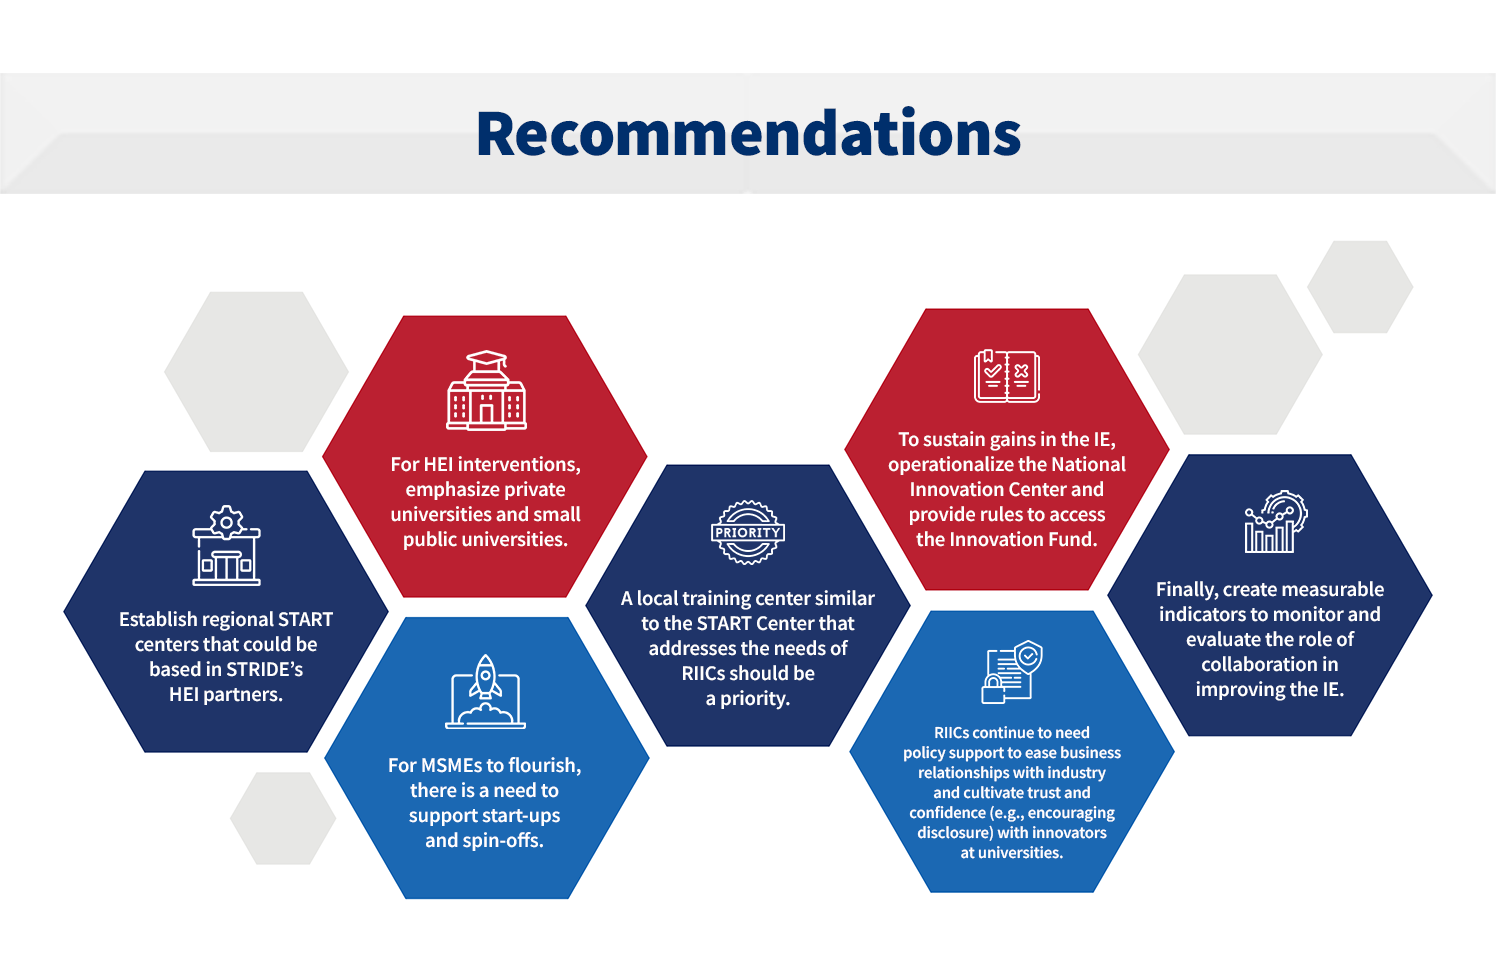 Recommendations
Establish regional START
centers that could be
based in STRIDE’s
HEI partners.
For HEI interventions,
emphasize private
universities and small
public universities.
For MSMEs to flourish,
there is a need to
support start-ups
and spin-offs.
PRIORITY
A local training center similar
to the START Center that
addresses the needs of
RIICs should be
a priority.
To sustain gains in the IE,
operationalize the National
Innovation Center and
provide rules to access
the Innovation Fund.
RIICs continue to need
policy support to ease business
relationships with industry
and cultivate trust and
confidence (e.g., encouraging
disclosure) with innovators
at universities.
Finally, create measurable
indicators to monitor and
evaluate the role of
collaboration in
improving the IE.